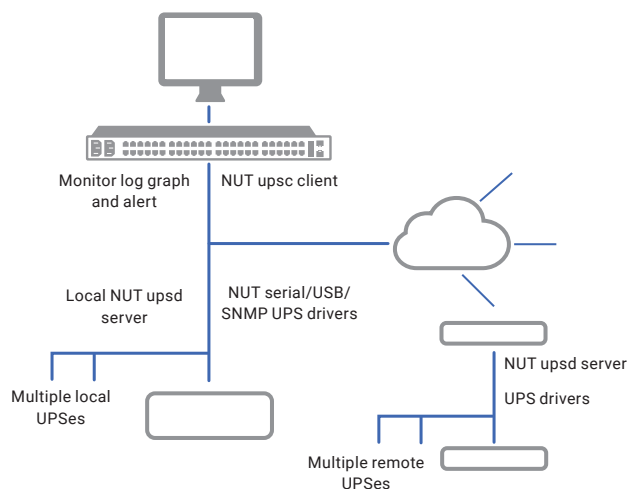 Monitor log graph
and alert
NUT upsc client
Local NUT upsd
server
NUT serial/USB/
SNMP UPS drivers
Multiple local
UPSes
NUT upsd server
UPS drivers
Multiple remote
UPSes